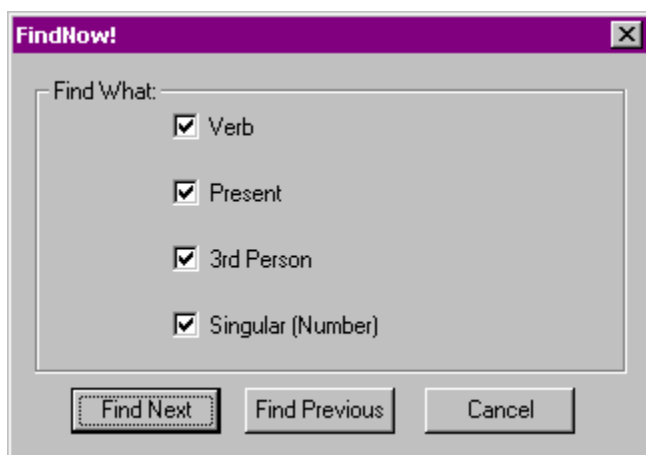 FindNow!
Find What:
Verb
Present
3rd Person
Singular (Number)
Find Next Find Previous Cancel